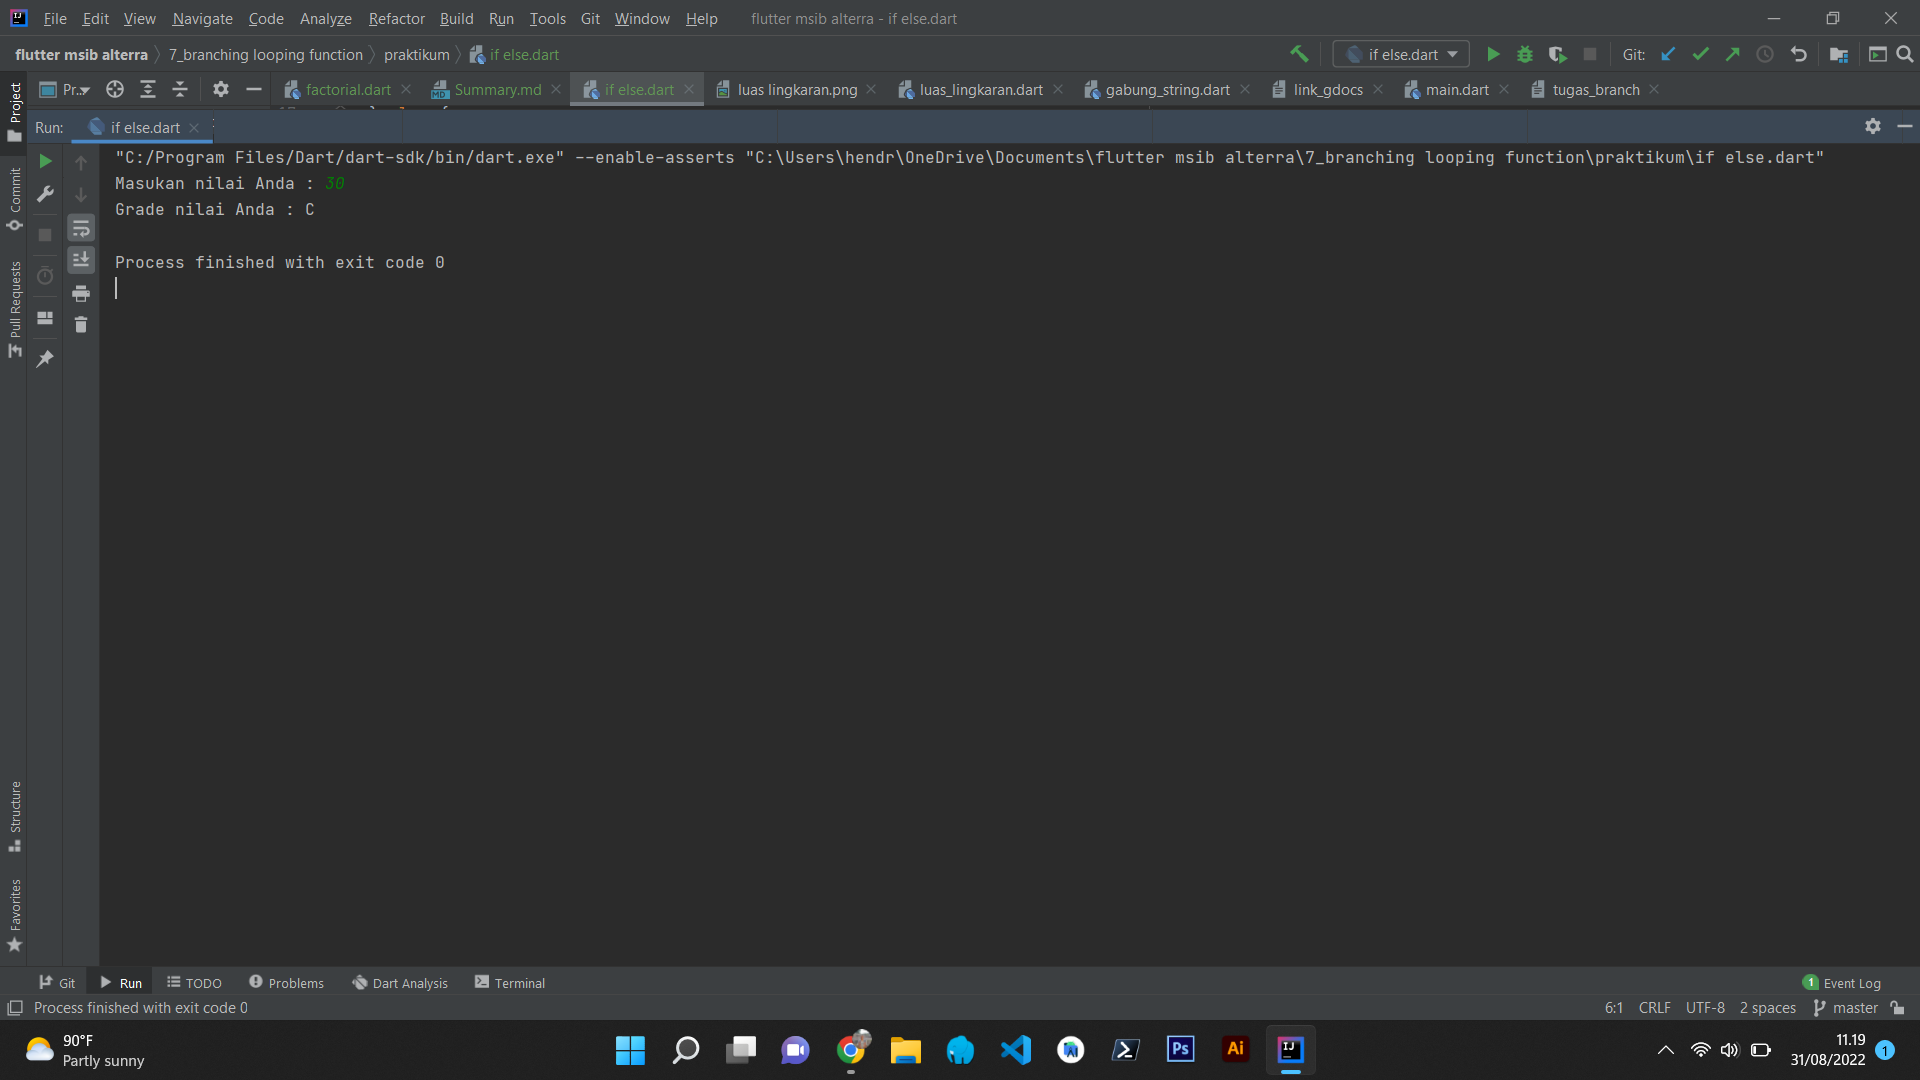 File Edit View Navigate Code Analyze Refactor Build Run Tools Git Window Help flutter msib alterra - if else.dart
flutter msib alterra 7_branching looping function praktikum if else.dart if else.dart Git:
Pr... factorial.dart Summary.md if else.dart luas lingkaran.png luas_lingkaran.dart gabung_string.dart link_gdocs main.dart tugas_branch
Run: if else.dart
"C:/Program Files/Dart/dart-sdk/bin/dart.exe" --enable-asserts "C:\Users\hendr\OneDrive\Documents\flutter msib alterra\7_branching looping function\praktikum\if else.dart"
Masukan nilai Anda : 30
Grade nilai Anda : C
Process finished with exit code 0
Project
Commit
Pull Requests
Structure
Favorites
Git Run TODO Problems Dart Analysis Terminal 1 Event Log
Process finished with exit code 0 6:1 CRLF UTF-8 2 spaces master
90°F
Partly sunny
Ps Ai IJ
11.19
31/08/2022 1